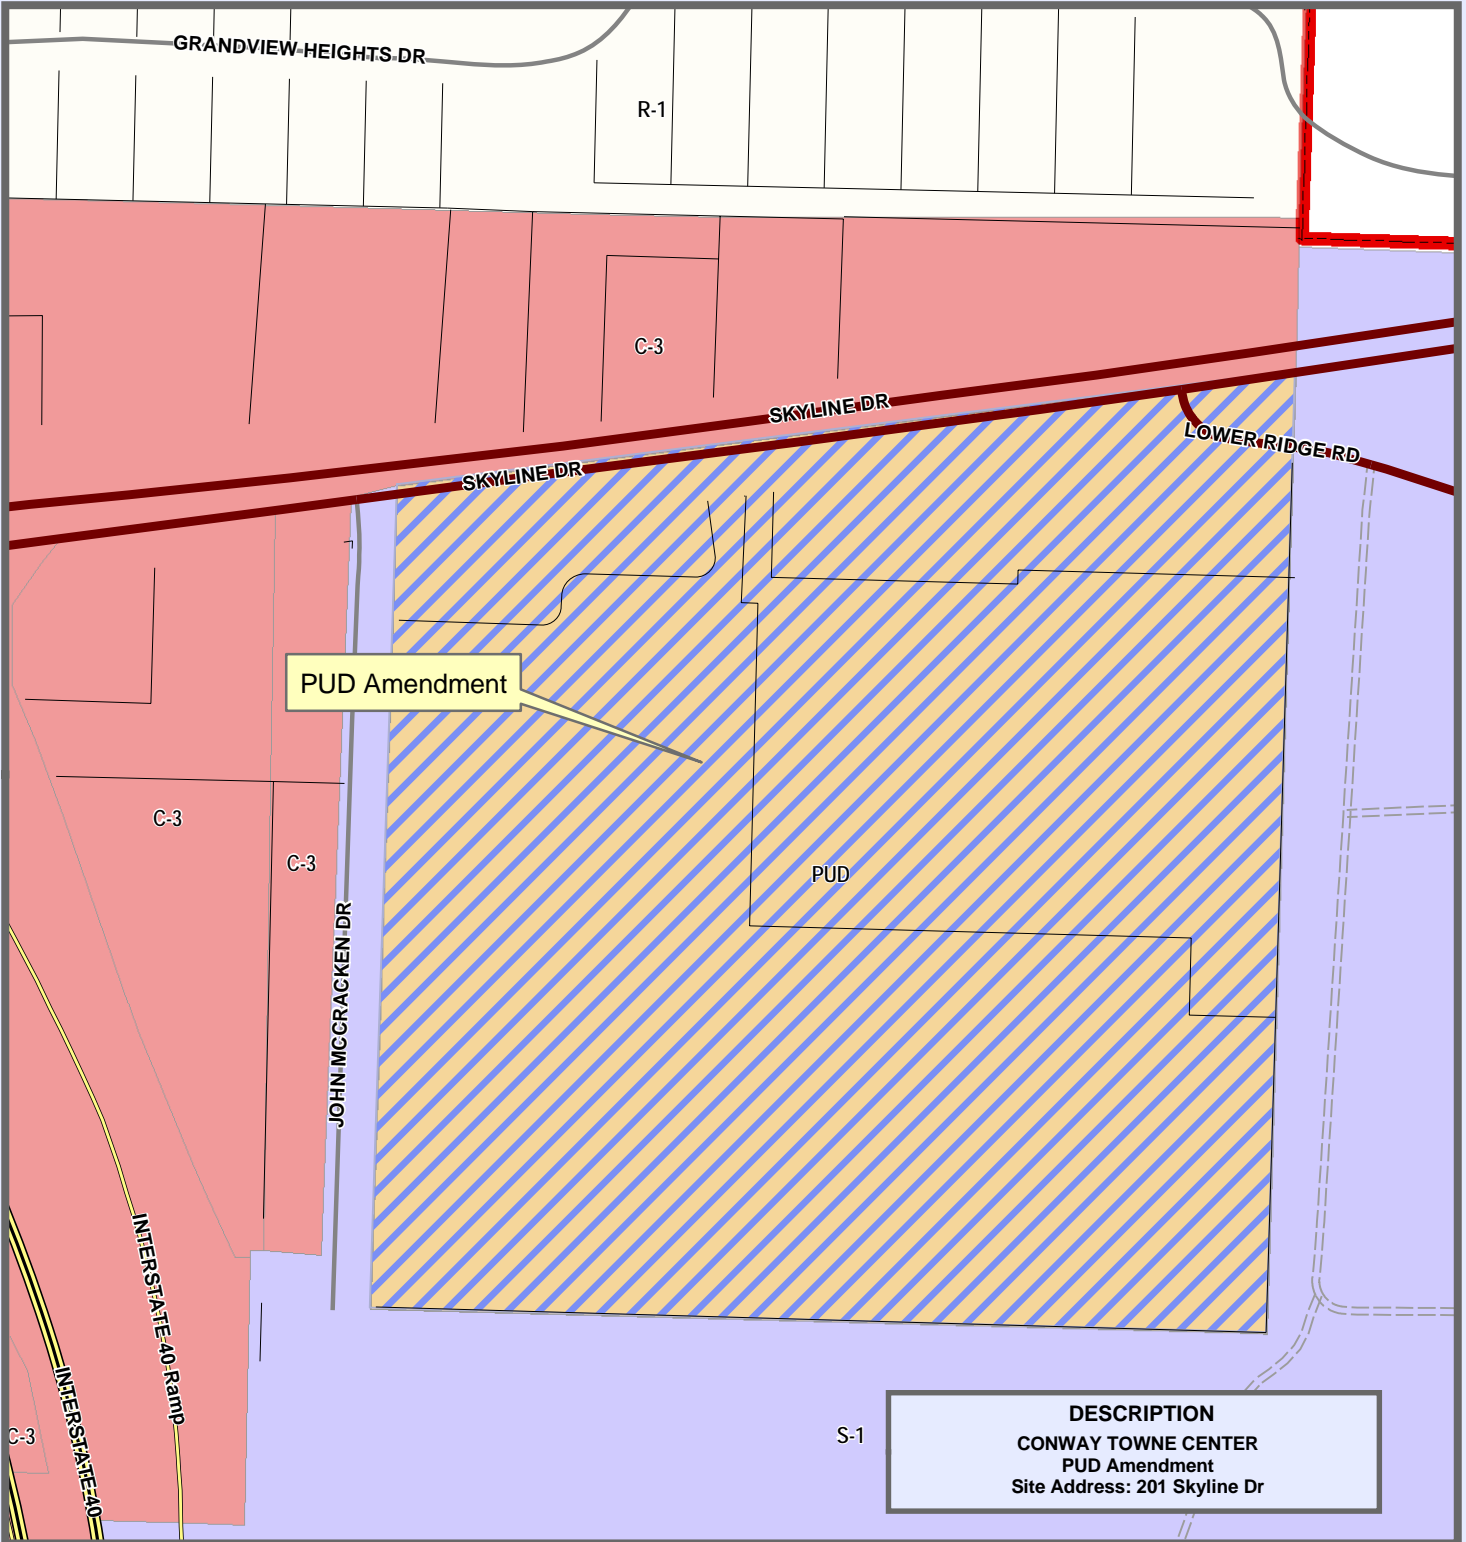 GRANDVIEW HEIGHTS DR
R-1
C-3
SKYLINE DR
LOWER RIDGE RD
SKYLINE DR
PUD Amendment
C-3
C-3
PUD
JOHN MCCRACKEN DR
INTERSTATE 40 Ramp
INTERSTATE 40
C-3
S-1
DESCRIPTION
CONWAY TOWNE CENTER
PUD Amendment
Site Address: 201 Skyline Dr